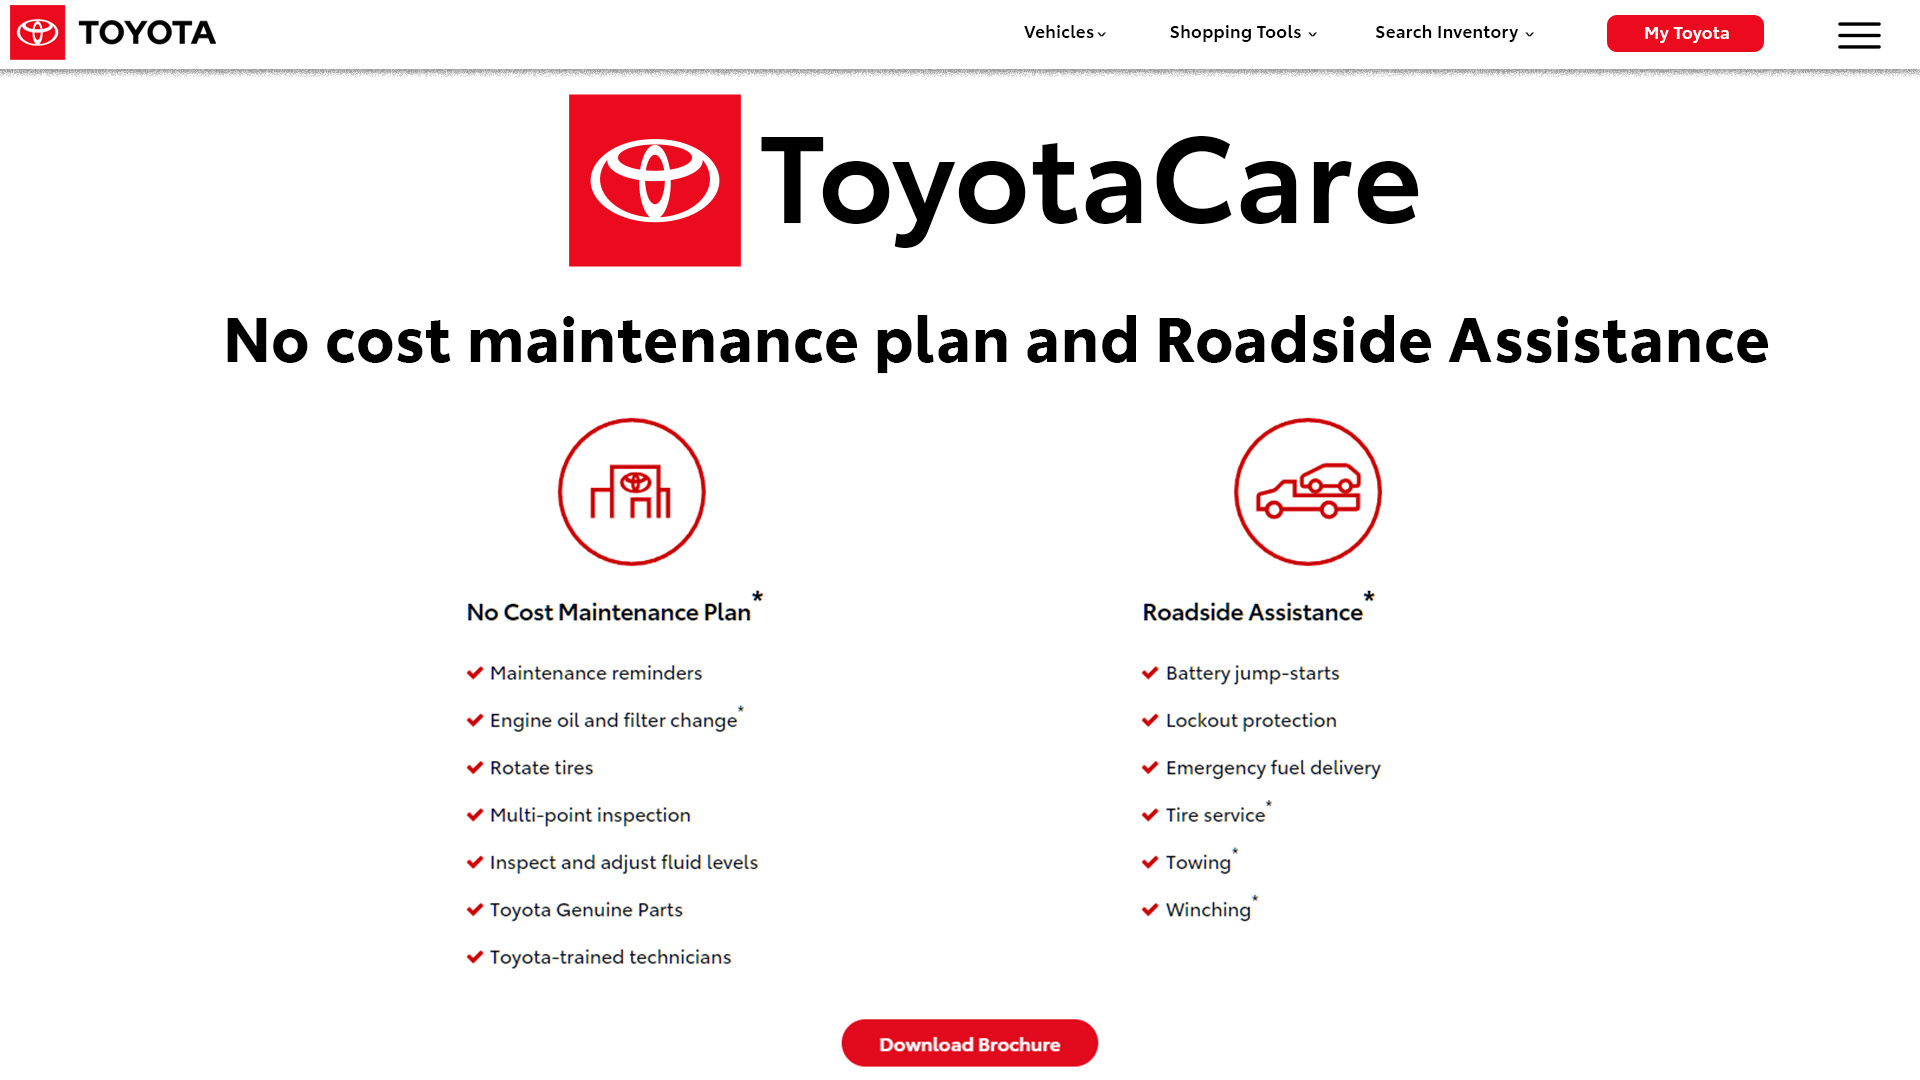 TOYOTA Vehicles Shopping Tools Search Inventory My Toyota
ToyotaCare
No cost maintenance plan and Roadside Assistance
No Cost Maintenance Plan*
Maintenance reminders
Engine oil and filter change*
Rotate tires
Multi-point inspection
Inspect and adjust fluid levels
Toyota Genuine Parts
Toyota-trained technicians
Roadside Assistance*
Battery jump-starts
Lockout protection
Emergency fuel delivery
Tire service*
Towing*
Winching*
Download Brochure